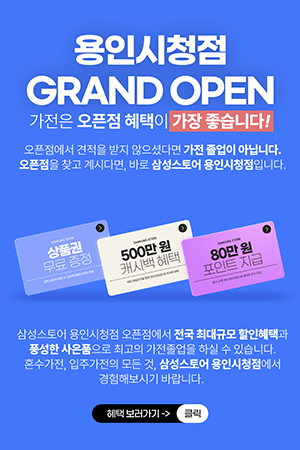 용인시청점
GRAND OPEN
가전은 오픈점 혜택이 가장 좋습니다!
오픈점에서 견적을 받지 않으셨다면 가전 졸업이 아닙니다.
오픈점을 찾고 계시다면, 바로 삼성스토어 용인시청점입니다.
SAMSUNG STORE
상품권
무료 증정
SAMSUNG STORE
500만 원
캐시백 혜택
SAMSUNG STORE
80만 원
포인트 지급
삼성스토어 용인시청점 오픈점에서 전국 최대규모 할인혜택과
풍성한 사은품으로 최고의 가전졸업을 하실 수 있습니다.
혼수가전, 입주가전의 모든 것, 삼성스토어 용인시청점에서
경험해보시기 바랍니다.
혜택 보러가기 -> 클릭